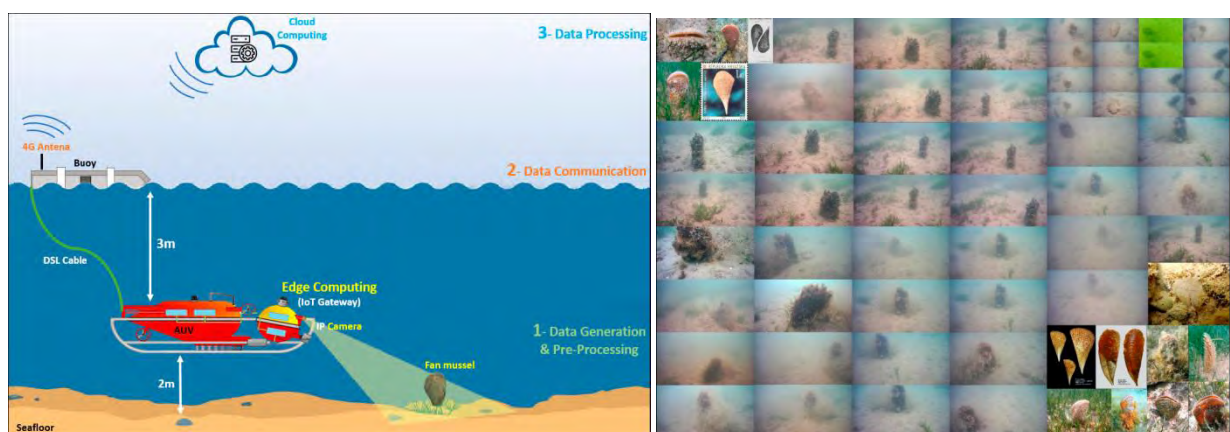 Cloud
Computing
3- Data Processing
4G Antena
Buoy
2- Data Communication
3m
DSL Cable
Edge Computing
(IoT Gateway)
AUV
IP Camera
1- Data Generation
& Pre-Processing
Fan mussel
2m
Seafloor